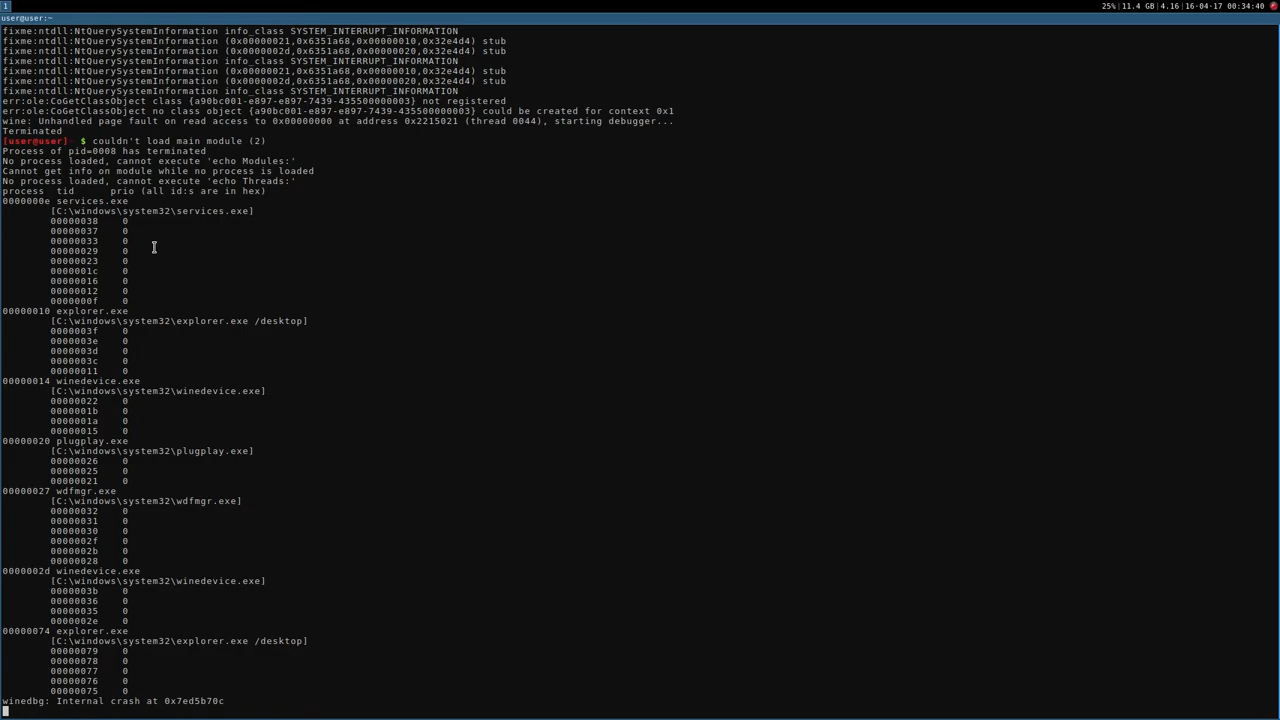 1
25%|11.4 GB|4.16|16-04-17 00:34:40
user@user:~
fixme:ntdll:NtQuerySystemInformation info_class SYSTEM_INTERRUPT_INFORMATION
fixme:ntdll:NtQuerySystemInformation (0x00000021,0x6351a68,0x00000010,0x32e4d4) stub
fixme:ntdll:NtQuerySystemInformation (0x0000002d,0x6351a68,0x00000020,0x32e4d4) stub
fixme:ntdll:NtQuerySystemInformation info_class SYSTEM_INTERRUPT_INFORMATION
fixme:ntdll:NtQuerySystemInformation (0x00000021,0x6351a68,0x00000010,0x32e4d4) stub
fixme:ntdll:NtQuerySystemInformation (0x0000002d,0x6351a68,0x00000020,0x32e4d4) stub
fixme:ntdll:NtQuerySystemInformation info_class SYSTEM_INTERRUPT_INFORMATION
err:ole:CoGetClassObject class {a90bc001-e897-e897-7439-435500000003} not registered
err:ole:CoGetClassObject no class object {a90bc001-e897-e897-7439-435500000003} could be created for context 0x1
wine: Unhandled page fault on read access to 0x00000000 at address 0x2215021 (thread 0044), starting debugger...
Terminated
[user@user]  $ couldn't load main module (2)
Process of pid=0008 has terminated
No process loaded, cannot execute 'echo Modules:'
Cannot get info on module while no process is loaded
No process loaded, cannot execute 'echo Threads:'
process  tid      prio (all id:s are in hex)
0000000e services.exe
        [C:\windows\system32\services.exe]
        00000038    0
        00000037    0
        00000033    0
        00000029    0
        00000023    0
        0000001c    0
        00000016    0
        00000012    0
        0000000f    0
00000010 explorer.exe
        [C:\windows\system32\explorer.exe /desktop]
        0000003f    0
        0000003e    0
        0000003d    0
        0000003c    0
        00000011    0
00000014 winedevice.exe
        [C:\windows\system32\winedevice.exe]
        00000022    0
        0000001b    0
        0000001a    0
        00000015    0
00000020 plugplay.exe
        [C:\windows\system32\plugplay.exe]
        00000026    0
        00000025    0
        00000021    0
00000027 wdfmgr.exe
        [C:\windows\system32\wdfmgr.exe]
        00000032    0
        00000031    0
        00000030    0
        0000002f    0
        0000002b    0
        00000028    0
0000002d winedevice.exe
        [C:\windows\system32\winedevice.exe]
        0000003b    0
        00000036    0
        00000035    0
        0000002e    0
00000074 explorer.exe
        [C:\windows\system32\explorer.exe /desktop]
        00000079    0
        00000078    0
        00000077    0
        00000076    0
        00000075    0
winedbg: Internal crash at 0x7ed5b70c